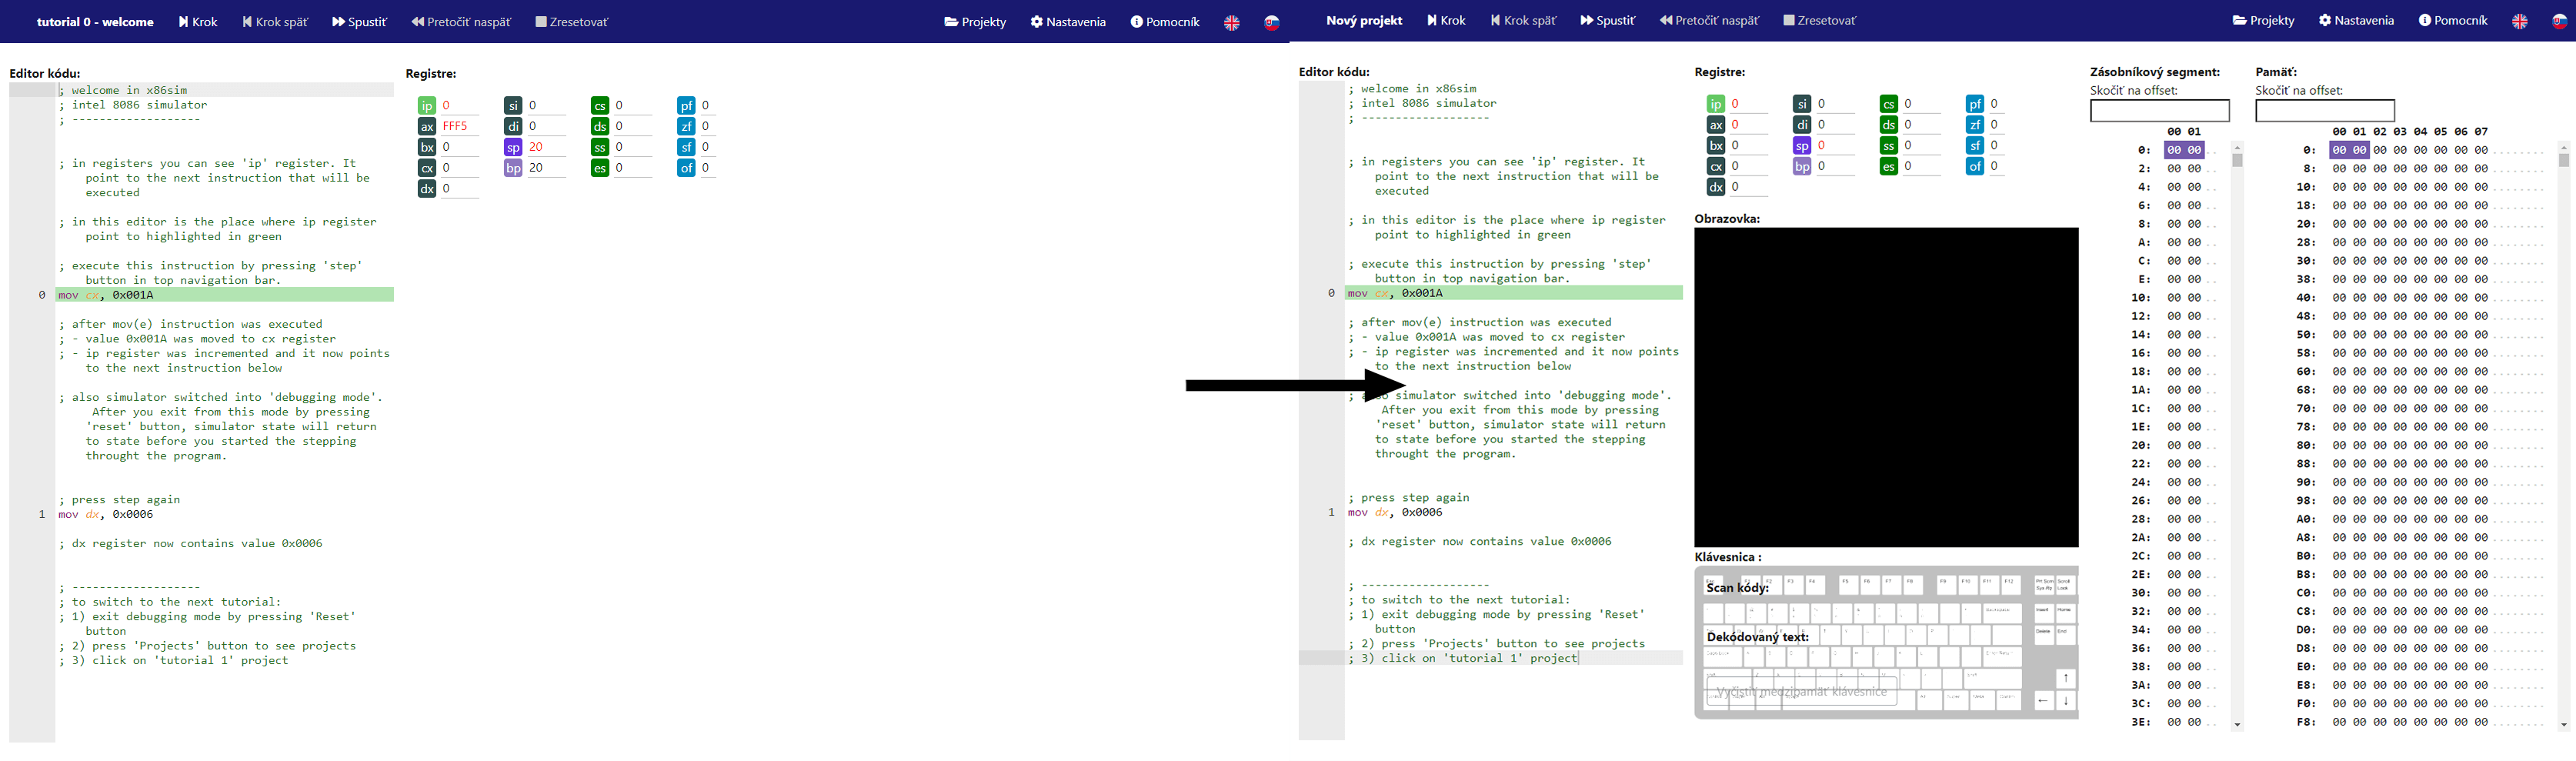 tutorial 0 - welcome Krok Krok späť Spustiť Pretočiť naspäť Zresetovať Projekty Nastavenia Pomocník
Editor kódu:
; welcome in x86sim
; intel 8086 simulator
; -------------------
; in registers you can see 'ip' register. It
point to the next instruction that will be
executed
; in this editor is the place where ip register
point to highlighted in green
; execute this instruction by pressing 'step'
button in top navigation bar.
0 mov cx, 0x001A
; after mov(e) instruction was executed
; - value 0x001A was moved to cx register
; - ip register was incremented and it now points
to the next instruction below
; also simulator switched into 'debugging mode'.
After you exit from this mode by pressing
'reset' button, simulator state will return
to state before you started the stepping
throught the program.
; press step again
1 mov dx, 0x0006
; dx register now contains value 0x0006
; -------------------
; to switch to the next tutorial:
; 1) exit debugging mode by pressing 'Reset'
button
; 2) press 'Projects' button to see projects
; 3) click on 'tutorial 1' project
Registre:
ip 0 si 0 cs 0 pf 0
ax FFF5 di 0 ds 0 zf 0
bx 0 sp 20 ss 0 sf 0
cx 0 bp 20 es 0 of 0
dx 0
Nový projekt Krok Krok späť Spustiť Pretočiť naspäť Zresetovať Projekty Nastavenia Pomocník
Editor kódu:
; welcome in x86sim
; intel 8086 simulator
; -------------------
; in registers you can see 'ip' register. It
point to the next instruction that will be
executed
; in this editor is the place where ip register
point to highlighted in green
; execute this instruction by pressing 'step'
button in top navigation bar.
0 mov cx, 0x001A
; after mov(e) instruction was executed
; - value 0x001A was moved to cx register
; - ip register was incremented and it now points
to the next instruction below
; also simulator switched into 'debugging mode'.
After you exit from this mode by pressing
'reset' button, simulator state will return
to state before you started the stepping
throught the program.
; press step again
1 mov dx, 0x0006
; dx register now contains value 0x0006
; -------------------
; to switch to the next tutorial:
; 1) exit debugging mode by pressing 'Reset'
button
; 2) press 'Projects' button to see projects
; 3) click on 'tutorial 1' project
Registre:
ip 0 si 0 cs 0 pf 0
ax 0 di 0 ds 0 zf 0
bx 0 sp 0 ss 0 sf 0
cx 0 bp 0 es 0 of 0
dx 0
Obrazovka:
Klávesnica :
Scan kódy:
Dekódovaný text:
Vyčistiť medzipamäť klávesnice
Zásobníkový segment:
Skočiť na offset:
00 01
0: 00 00 ..
2: 00 00 ..
4: 00 00 ..
6: 00 00 ..
8: 00 00 ..
A: 00 00 ..
C: 00 00 ..
E: 00 00 ..
10: 00 00 ..
12: 00 00 ..
14: 00 00 ..
16: 00 00 ..
18: 00 00 ..
1A: 00 00 ..
1C: 00 00 ..
1E: 00 00 ..
20: 00 00 ..
22: 00 00 ..
24: 00 00 ..
26: 00 00 ..
28: 00 00 ..
2A: 00 00 ..
2C: 00 00 ..
2E: 00 00 ..
30: 00 00 ..
32: 00 00 ..
34: 00 00 ..
36: 00 00 ..
38: 00 00 ..
3A: 00 00 ..
3C: 00 00 ..
3E: 00 00 ..
Pamäť:
Skočiť na offset:
00 01 02 03 04 05 06 07
0: 00 00 00 00 00 00 00 00 ........
8: 00 00 00 00 00 00 00 00 ........
10: 00 00 00 00 00 00 00 00 ........
18: 00 00 00 00 00 00 00 00 ........
20: 00 00 00 00 00 00 00 00 ........
28: 00 00 00 00 00 00 00 00 ........
30: 00 00 00 00 00 00 00 00 ........
38: 00 00 00 00 00 00 00 00 ........
40: 00 00 00 00 00 00 00 00 ........
48: 00 00 00 00 00 00 00 00 ........
50: 00 00 00 00 00 00 00 00 ........
58: 00 00 00 00 00 00 00 00 ........
60: 00 00 00 00 00 00 00 00 ........
68: 00 00 00 00 00 00 00 00 ........
70: 00 00 00 00 00 00 00 00 ........
78: 00 00 00 00 00 00 00 00 ........
80: 00 00 00 00 00 00 00 00 ........
88: 00 00 00 00 00 00 00 00 ........
90: 00 00 00 00 00 00 00 00 ........
98: 00 00 00 00 00 00 00 00 ........
A0: 00 00 00 00 00 00 00 00 ........
A8: 00 00 00 00 00 00 00 00 ........
B0: 00 00 00 00 00 00 00 00 ........
B8: 00 00 00 00 00 00 00 00 ........
C0: 00 00 00 00 00 00 00 00 ........
C8: 00 00 00 00 00 00 00 00 ........
D0: 00 00 00 00 00 00 00 00 ........
D8: 00 00 00 00 00 00 00 00 ........
E0: 00 00 00 00 00 00 00 00 ........
E8: 00 00 00 00 00 00 00 00 ........
F0: 00 00 00 00 00 00 00 00 ........
F8: 00 00 00 00 00 00 00 00 ........